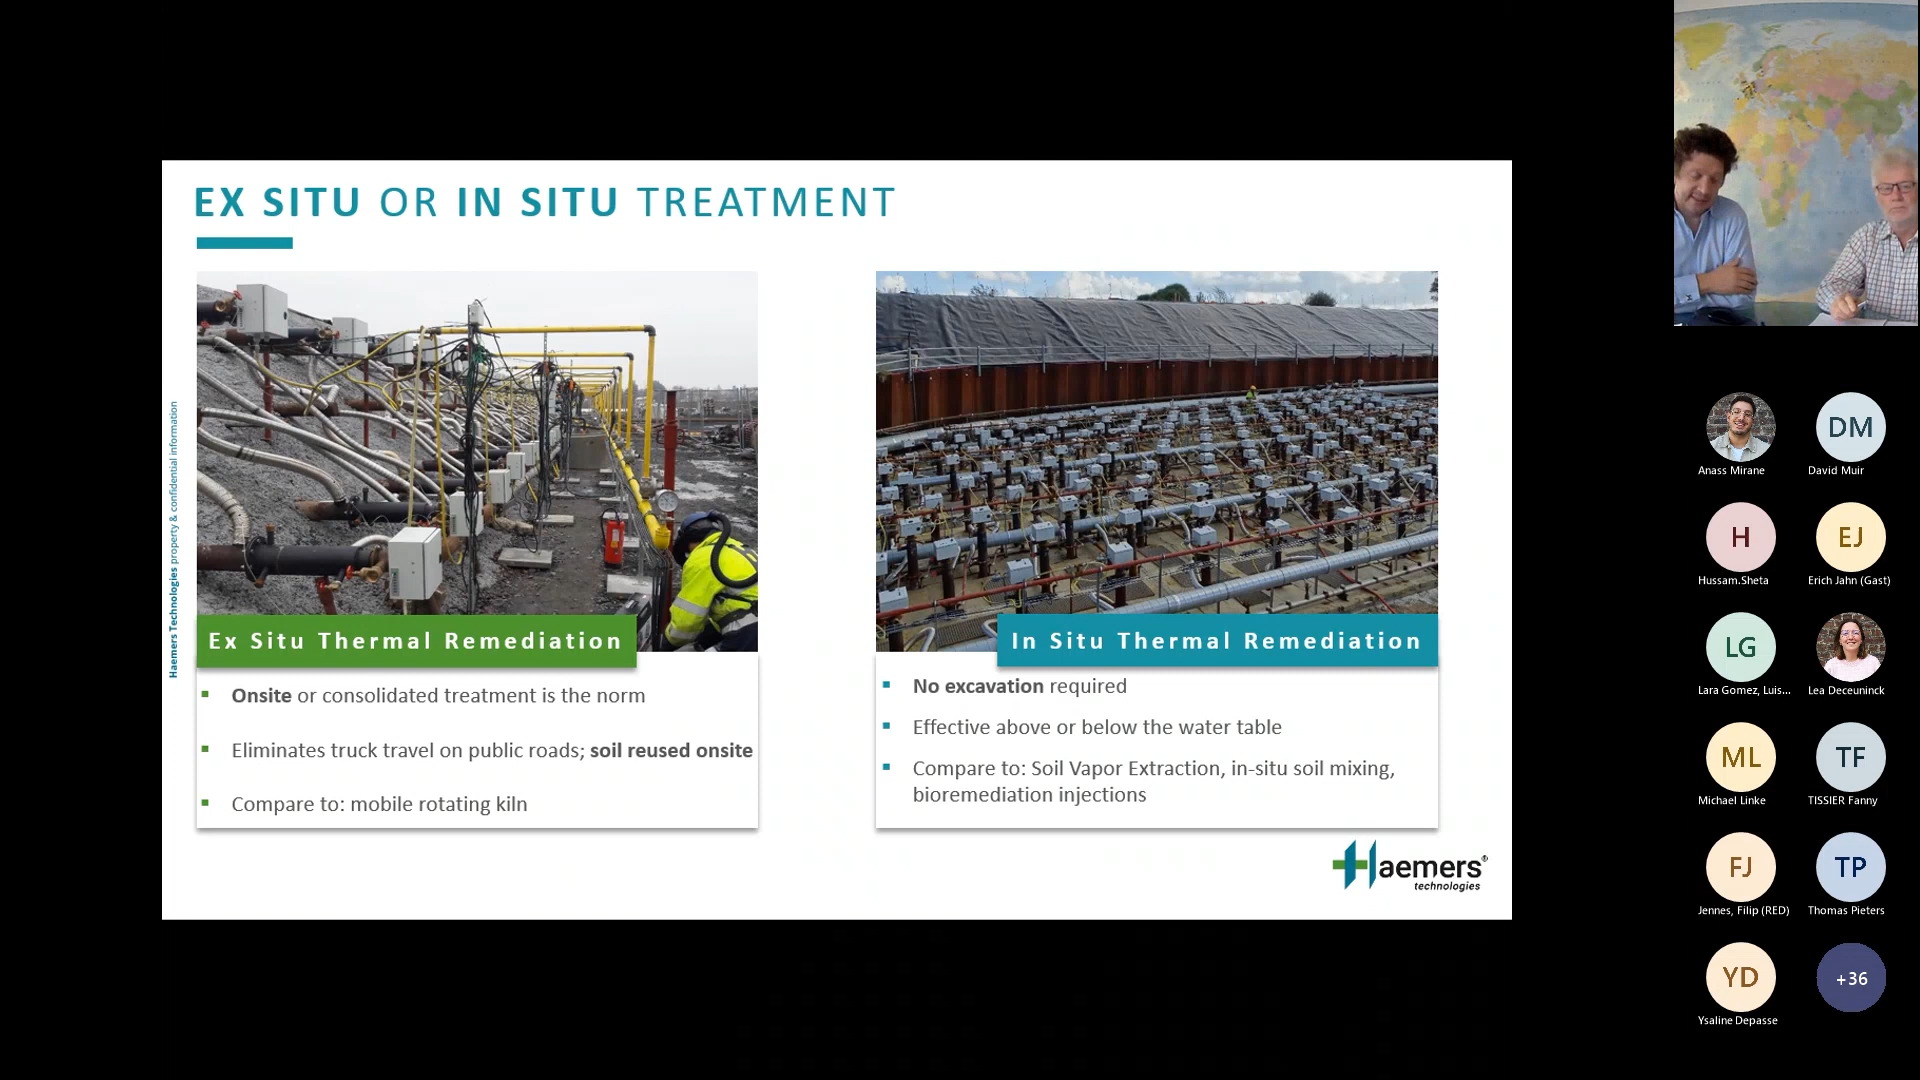 EX SITU OR IN SITU TREATMENT
Haemers Technologies property & confidential information
Ex Situ Thermal Remediation
▪ Onsite or consolidated treatment is the norm
▪ Eliminates truck travel on public roads; soil reused onsite
▪ Compare to: mobile rotating kiln
In Situ Thermal Remediation
▪ No excavation required
▪ Effective above or below the water table
▪ Compare to: Soil Vapor Extraction, in-situ soil mixing,
bioremediation injections
Haemers®
technologies
Anass Mirane
DM
David Muir
H
Hussam.Sheta
EJ
Erich Jahn (Gast)
LG
Lara Gomez, Luis...
Lea Deceuninck
ML
Michael Linke
TF
TISSIER Fanny
FJ
Jennes, Filip (RED)
TP
Thomas Pieters
YD
Ysaline Depasse
+36